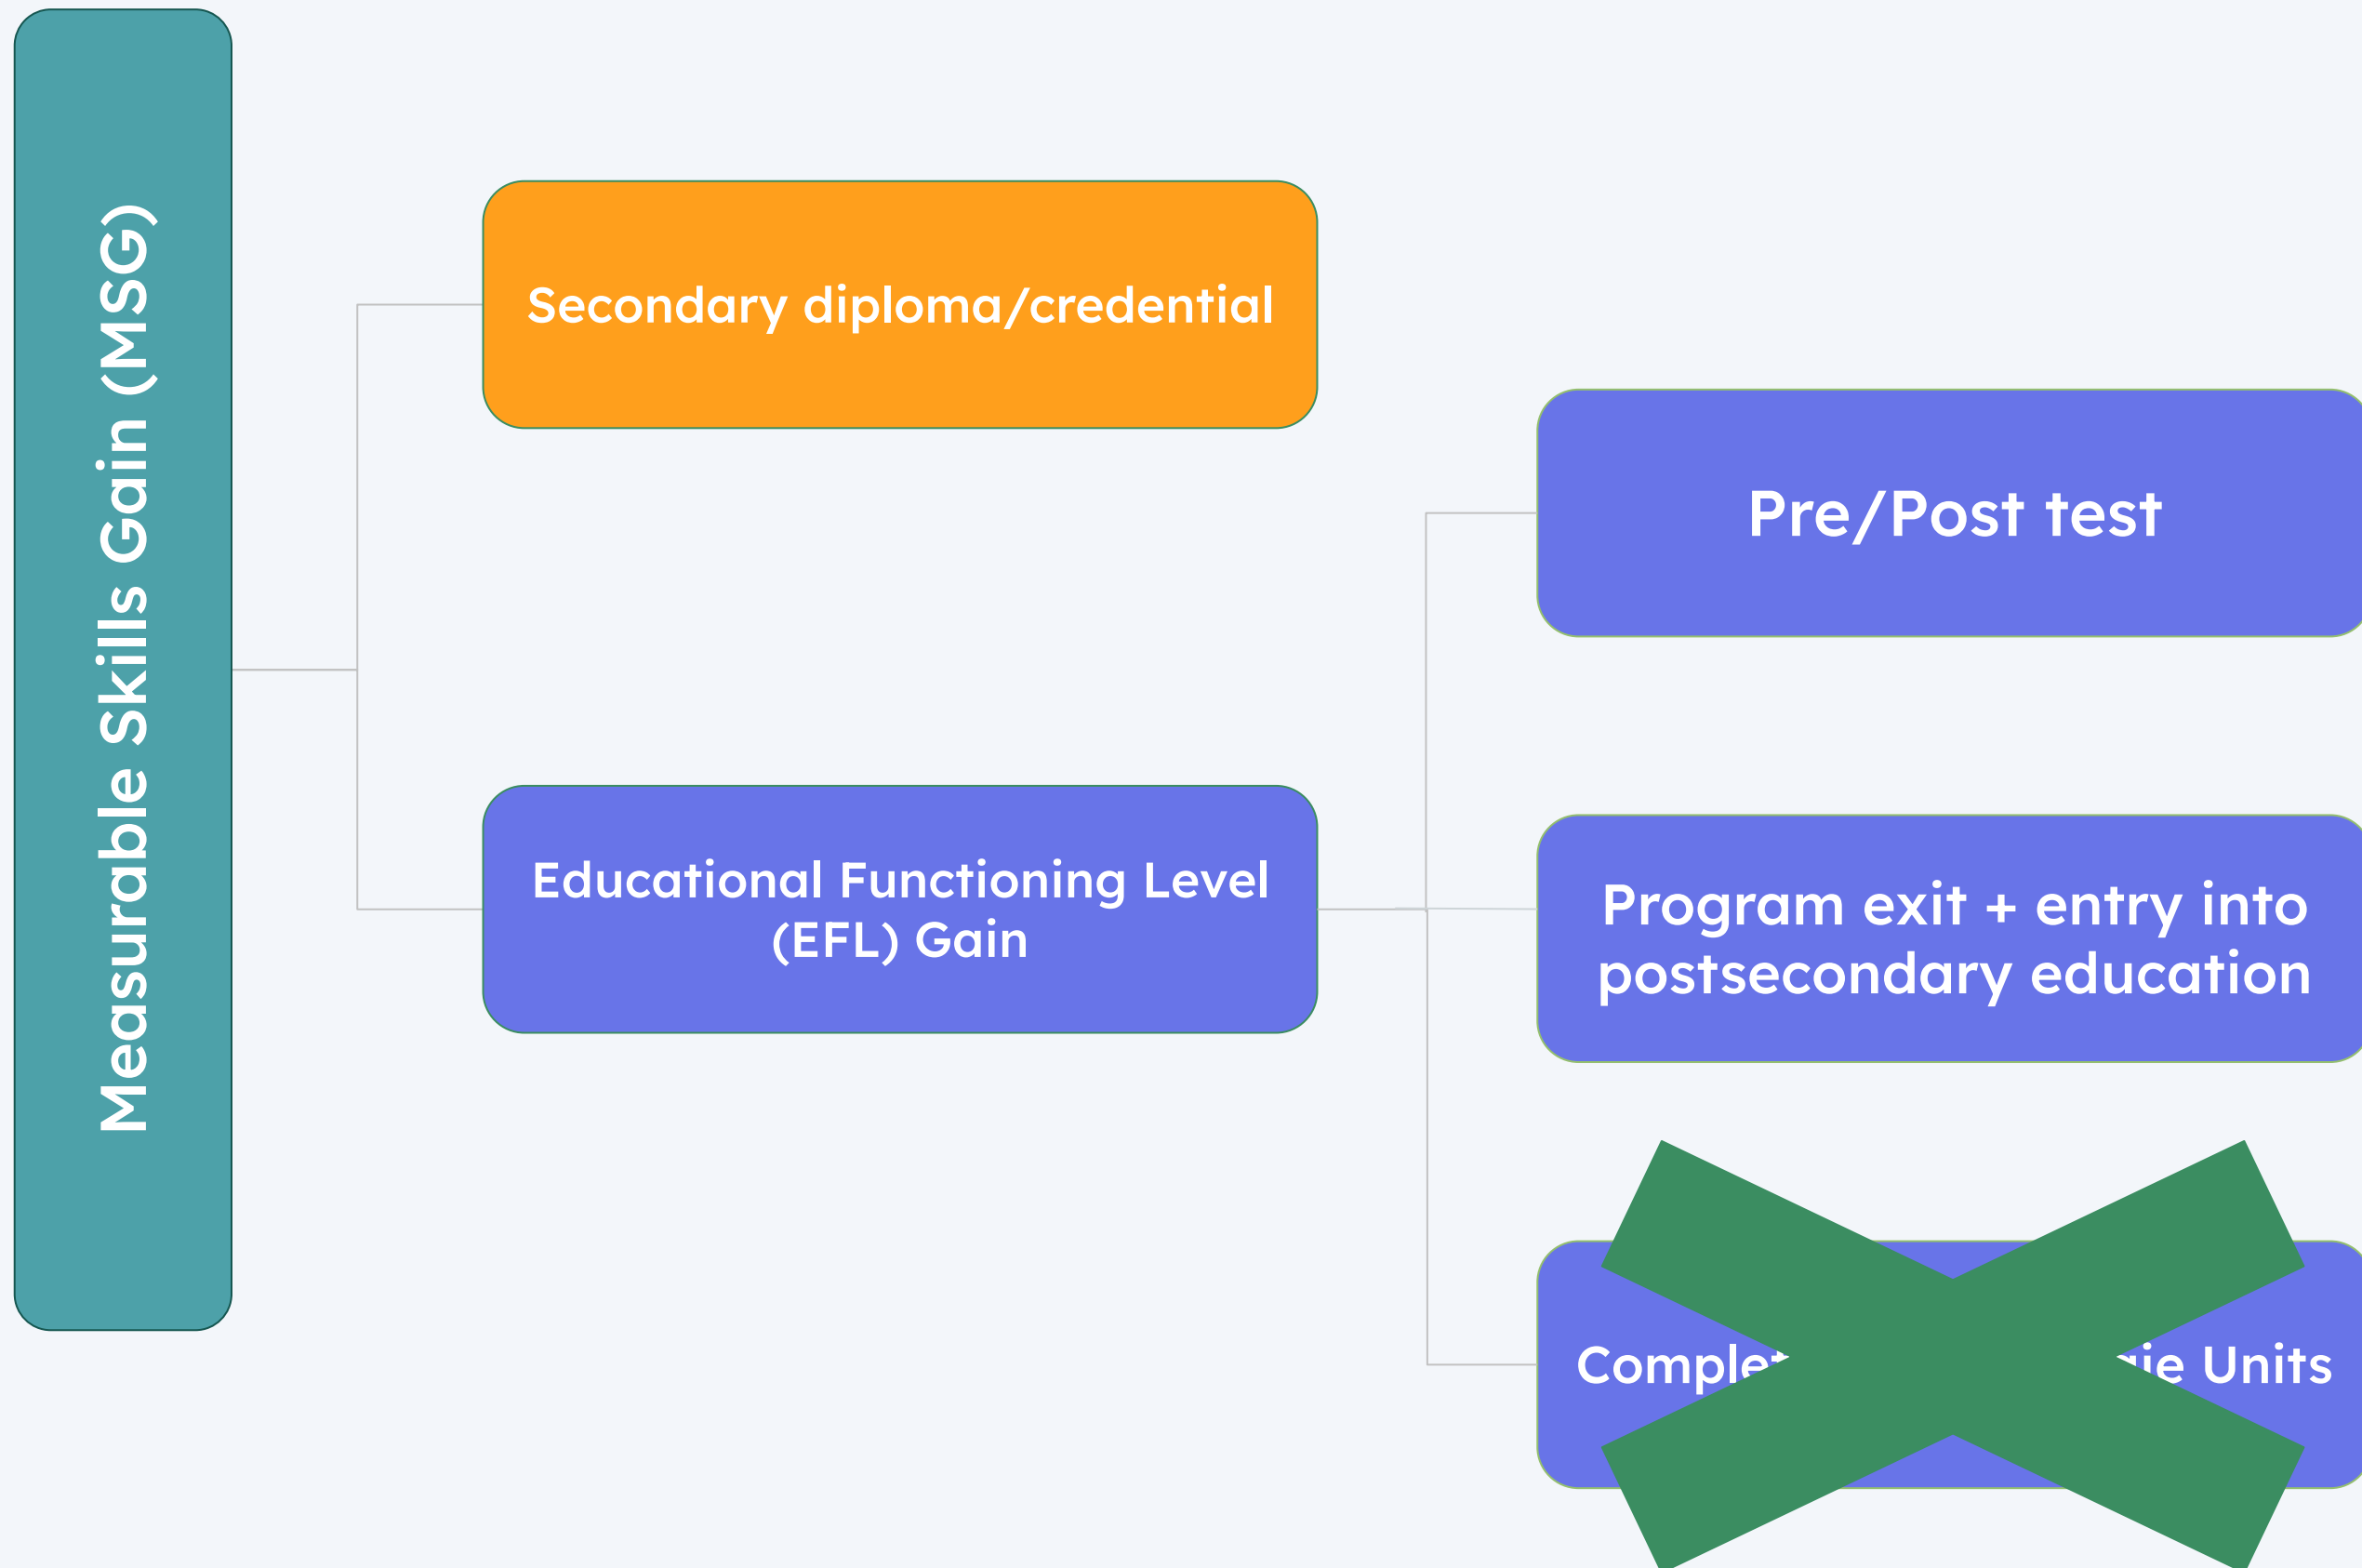 Measurable Skills Gain (MSG)
Secondary diploma/credential
Educational Functioning Level
(EFL) Gain
Pre/Post test
Program exit + entry into
postsecondary education
Units